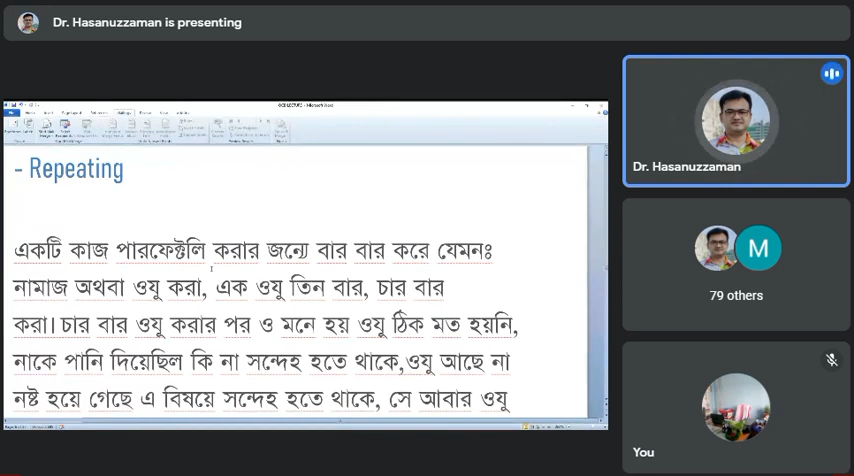 Dr. Hasanuzzaman is presenting
- Repeating
একটি কাজ পারফেক্টলি করার জন্যে বার বার করে যেমনঃ
নামাজ অথবা ওযু করা, এক ওযু তিন বার, চার বার
করা। চার বার ওযু করার পর ও মনে হয় ওযু ঠিক মত হয়নি,
নাকে পানি দিয়েছিল কি না সন্দেহ হতে থাকে,ওযু আছে না
নষ্ট হয়ে গেছে এ বিষয়ে সন্দেহ হতে থাকে, সে আবার ওযু
Dr. Hasanuzzaman
M
79 others
You